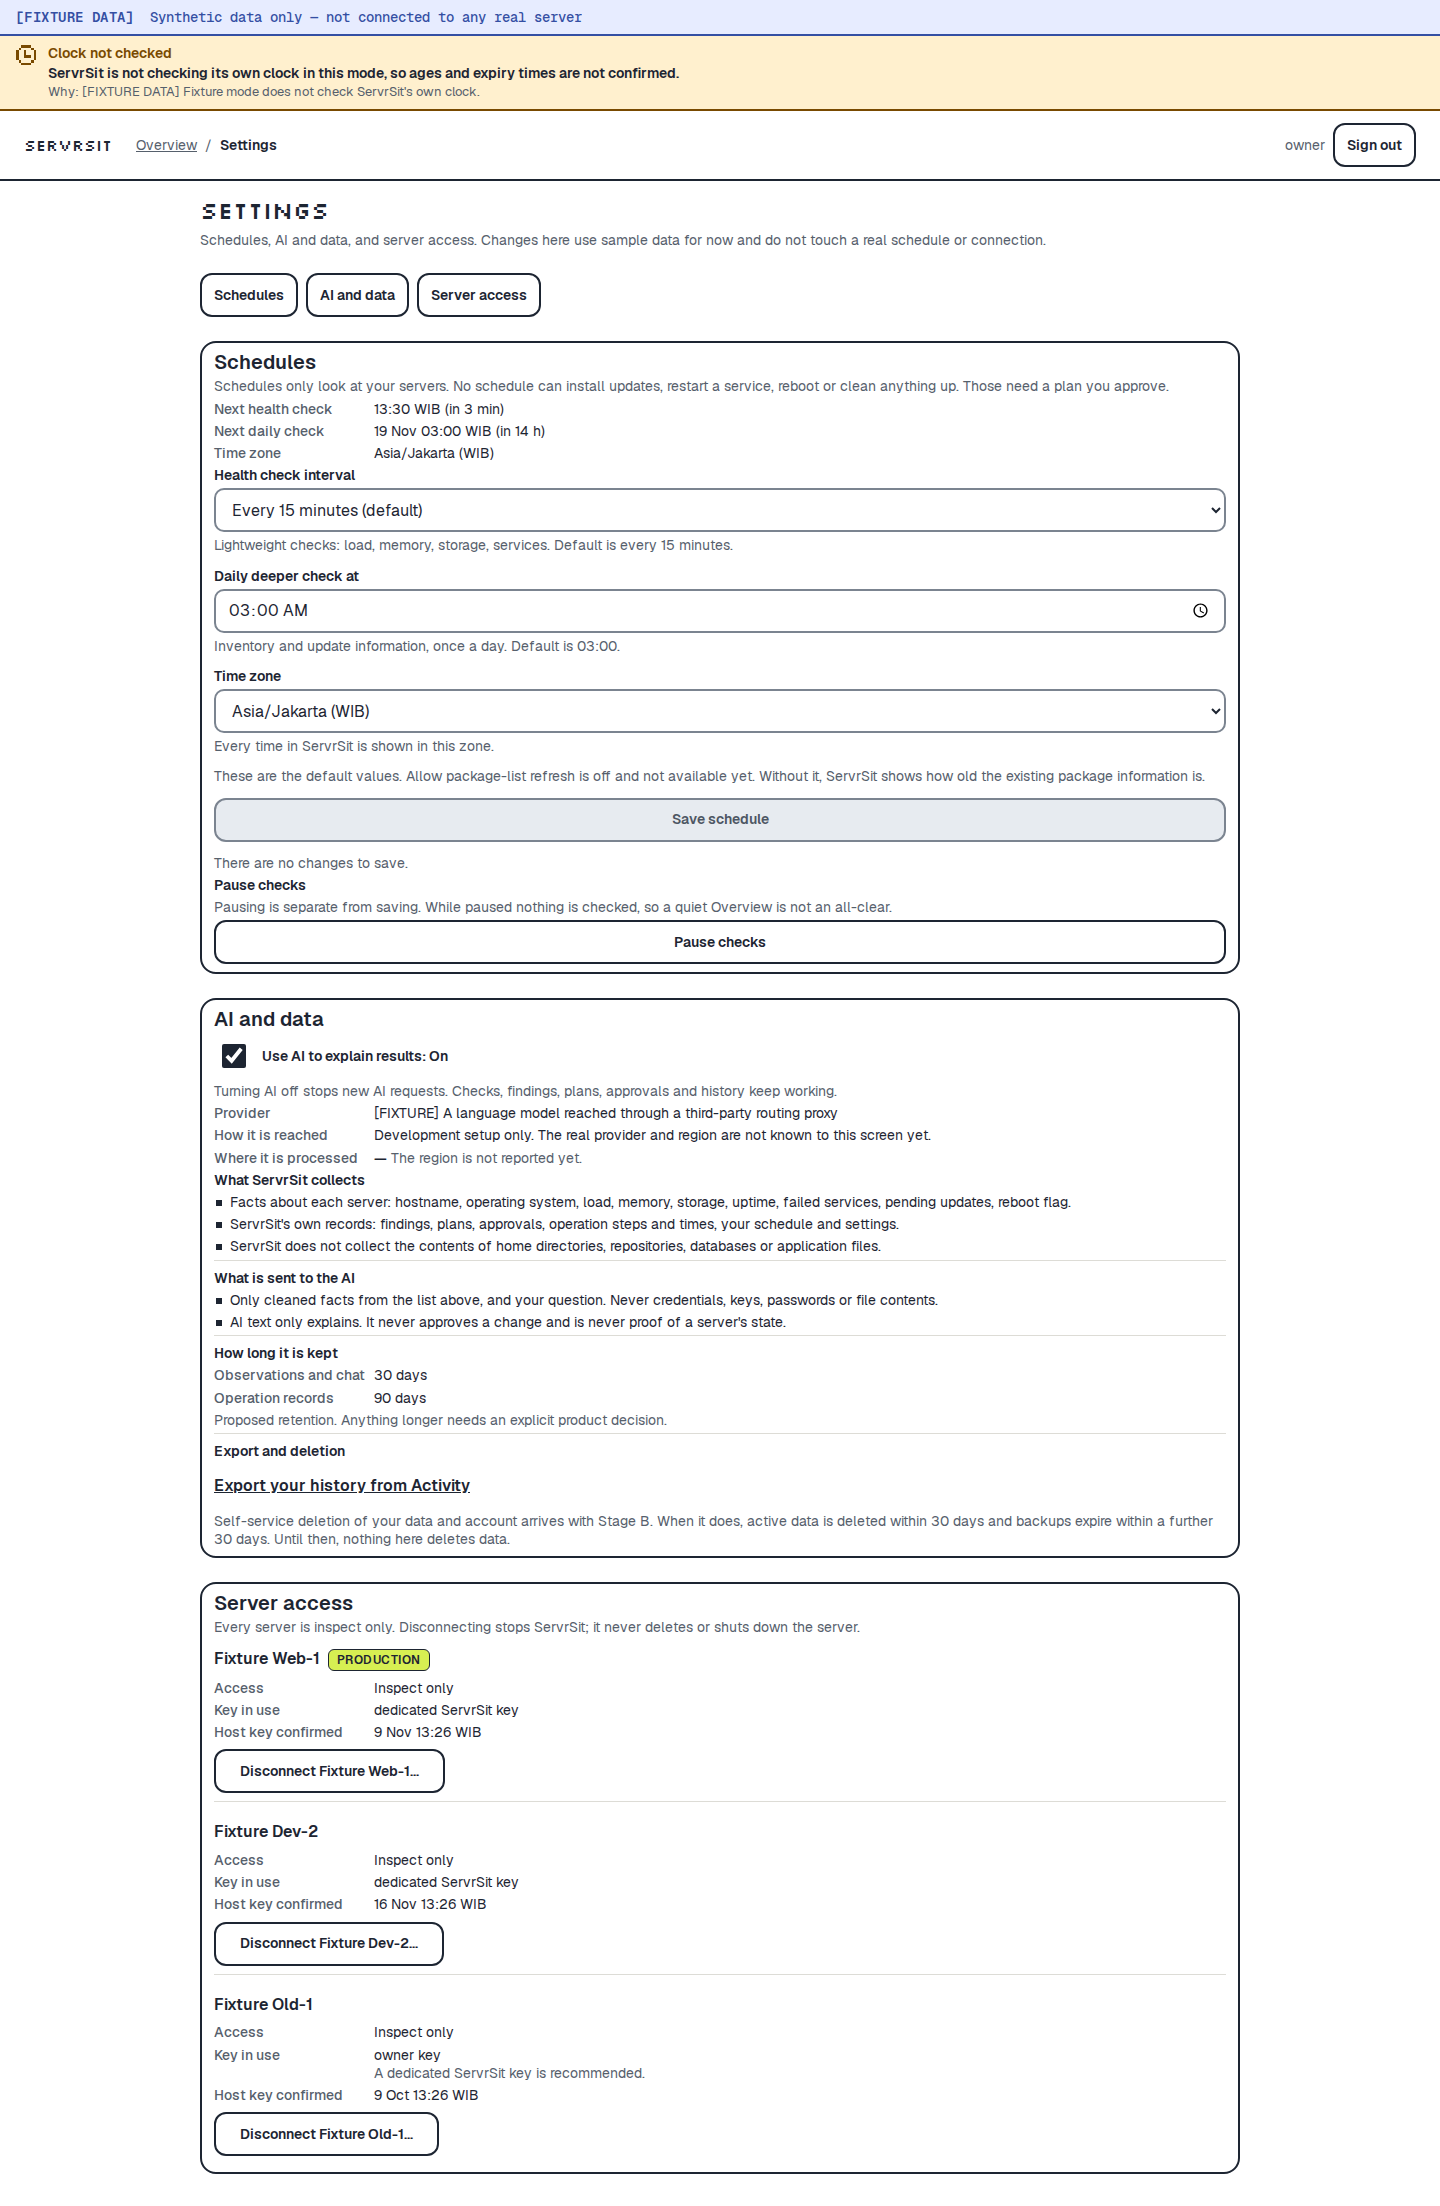 [FIXTURE DATA] Synthetic data only — not connected to any real server
Clock not checked
ServrSit is not checking its own clock in this mode, so ages and expiry times are not confirmed.
Why: [FIXTURE DATA] Fixture mode does not check ServrSit's own clock.
SERVRSIT
Overview / Settings
owner
Sign out
SETTINGS
Schedules, AI and data, and server access. Changes here use sample data for now and do not touch a real schedule or connection.
Schedules
AI and data
Server access
Schedules
Schedules only look at your servers. No schedule can install updates, restart a service, reboot or clean anything up. Those need a plan you approve.
Next health check 13:30 WIB (in 3 min)
Next daily check 19 Nov 03:00 WIB (in 14 h)
Time zone Asia/Jakarta (WIB)
Health check interval
Every 15 minutes (default)
Lightweight checks: load, memory, storage, services. Default is every 15 minutes.
Daily deeper check at
03:00 AM
Inventory and update information, once a day. Default is 03:00.
Time zone
Asia/Jakarta (WIB)
Every time in ServrSit is shown in this zone.
These are the default values. Allow package-list refresh is off and not available yet. Without it, ServrSit shows how old the existing package information is.
Save schedule
There are no changes to save.
Pause checks
Pausing is separate from saving. While paused nothing is checked, so a quiet Overview is not an all-clear.
Pause checks
AI and data
Use AI to explain results: On
Turning AI off stops new AI requests. Checks, findings, plans, approvals and history keep working.
Provider [FIXTURE] A language model reached through a third-party routing proxy
How it is reached Development setup only. The real provider and region are not known to this screen yet.
Where it is processed — The region is not reported yet.
What ServrSit collects
Facts about each server: hostname, operating system, load, memory, storage, uptime, failed services, pending updates, reboot flag.
ServrSit's own records: findings, plans, approvals, operation steps and times, your schedule and settings.
ServrSit does not collect the contents of home directories, repositories, databases or application files.
What is sent to the AI
Only cleaned facts from the list above, and your question. Never credentials, keys, passwords or file contents.
AI text only explains. It never approves a change and is never proof of a server's state.
How long it is kept
Observations and chat 30 days
Operation records 90 days
Proposed retention. Anything longer needs an explicit product decision.
Export and deletion
Export your history from Activity
Self-service deletion of your data and account arrives with Stage B. When it does, active data is deleted within 30 days and backups expire within a further
30 days. Until then, nothing here deletes data.
Server access
Every server is inspect only. Disconnecting stops ServrSit; it never deletes or shuts down the server.
Fixture Web-1 PRODUCTION
Access Inspect only
Key in use dedicated ServrSit key
Host key confirmed 9 Nov 13:26 WIB
Disconnect Fixture Web-1...
Fixture Dev-2
Access Inspect only
Key in use dedicated ServrSit key
Host key confirmed 16 Nov 13:26 WIB
Disconnect Fixture Dev-2...
Fixture Old-1
Access Inspect only
Key in use owner key
A dedicated ServrSit key is recommended.
Host key confirmed 9 Oct 13:26 WIB
Disconnect Fixture Old-1...